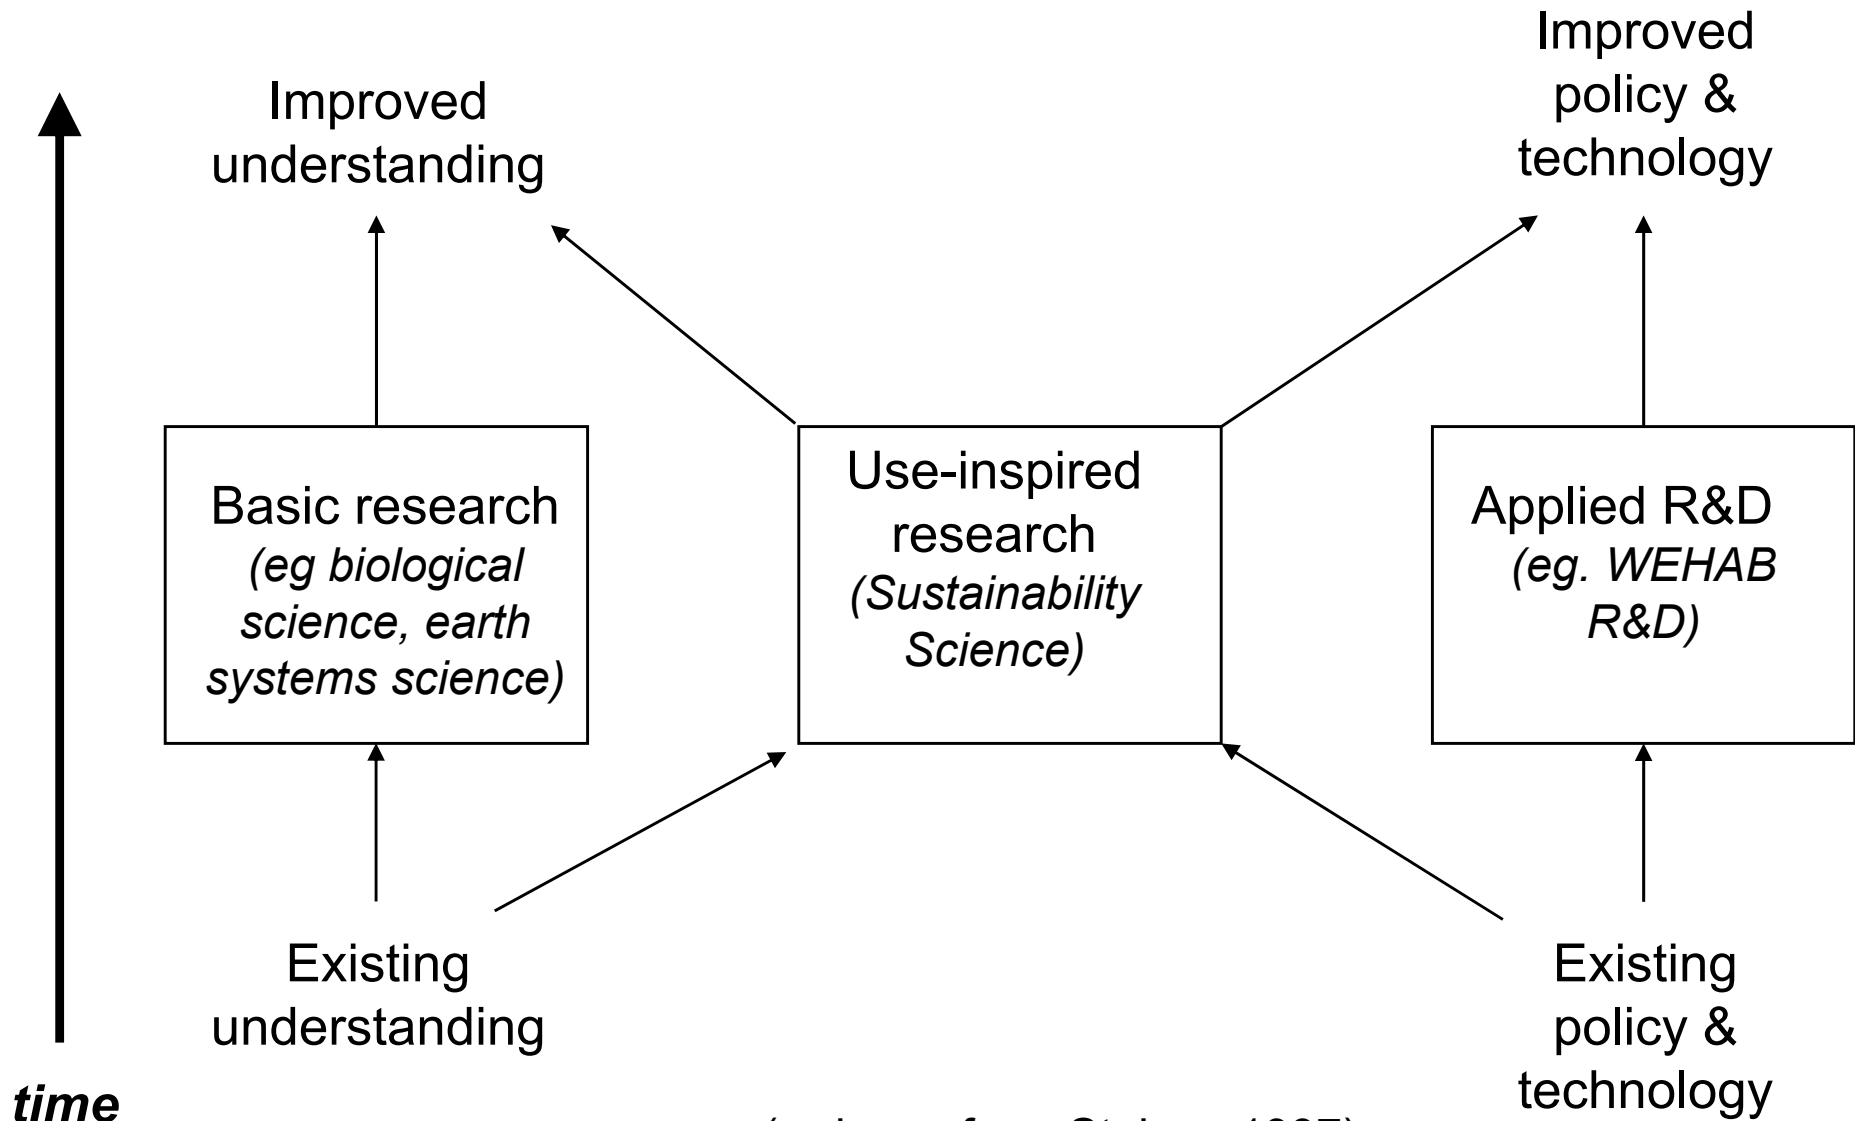 Improved
understanding
Improved
policy &
technology
Basic research
(eg biological
science, earth
systems science)
Use-inspired
research
(Sustainability
Science)
Applied R&D
(eg. WEHAB
R&D)
Existing
understanding
Existing
policy &
technology
time